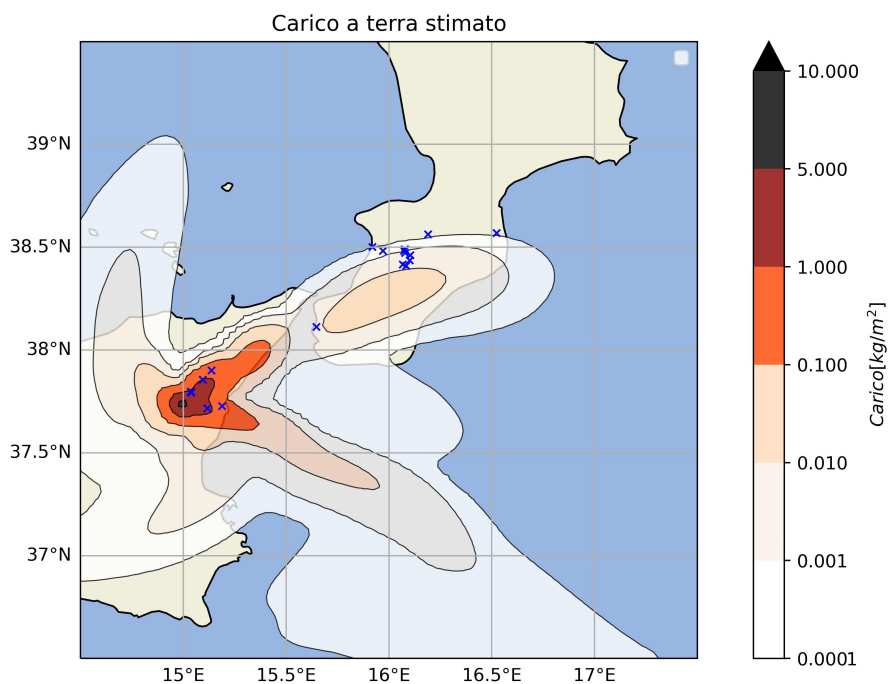 Carico a terra stimato
39°N
38.5°N
38°N
37.5°N
37°N
15°E
15.5°E
16°E
16.5°E
17°E
10.000
5.000
1.000
0.100
0.010
0.001
0.0001
Carico[kg/m²]